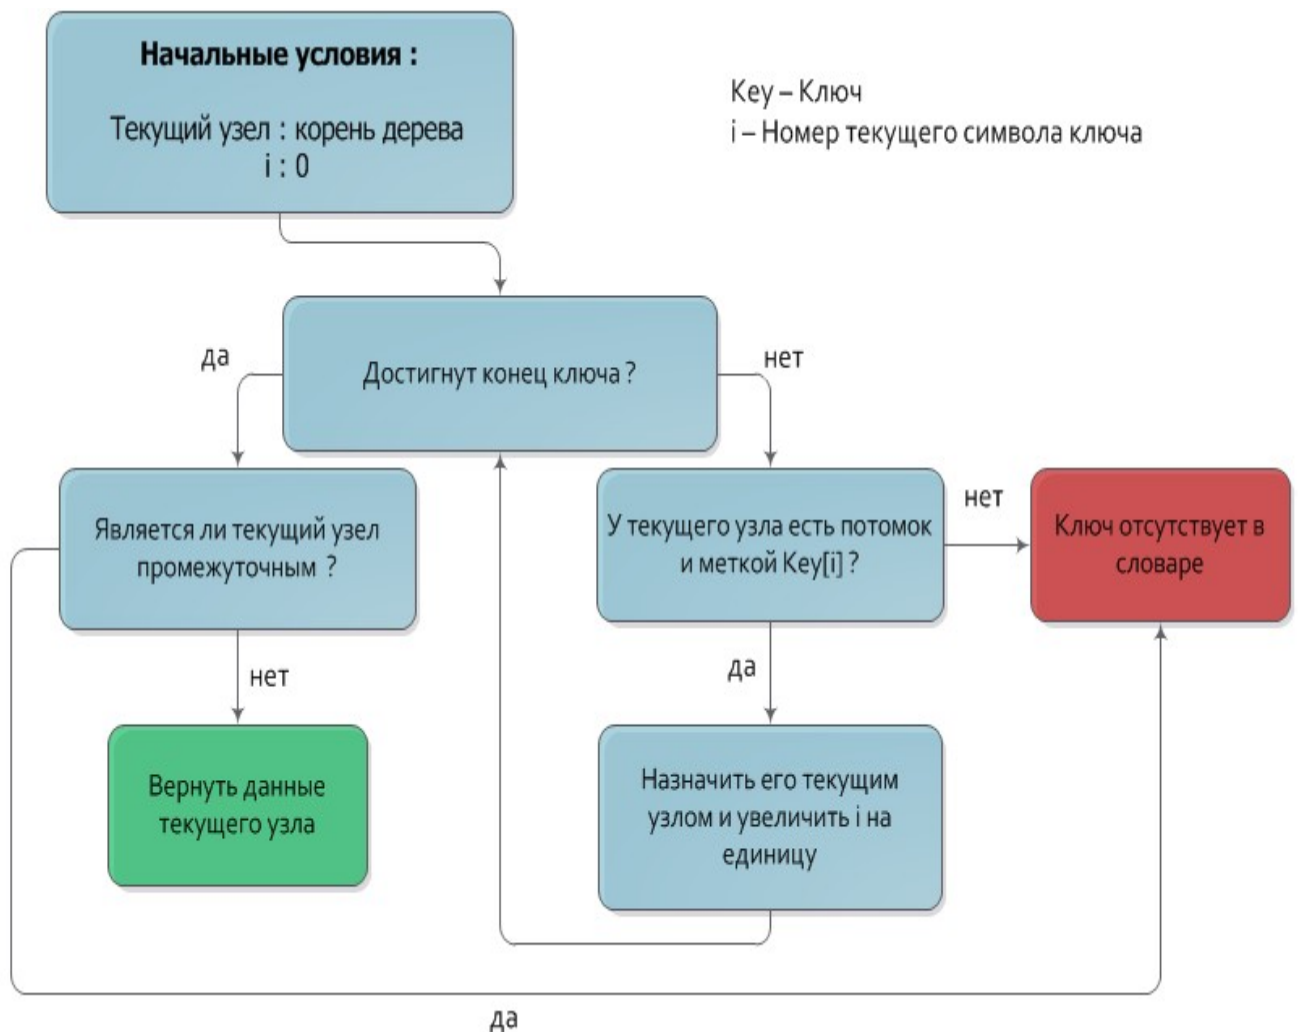 Начальные условия :
Текущий узел : корень дерева
i : 0
Key – Ключ
i – Номер текущего символа ключа
Достигнут конец ключа ?
да
нет
Является ли текущий узел
промежуточным ?
У текущего узла есть потомок
и меткой Key[i] ?
нет
Ключ отсутствует в
словаре
нет
да
Вернуть данные
текущего узла
Назначить его текущим
узлом и увеличить i на
единицу
да